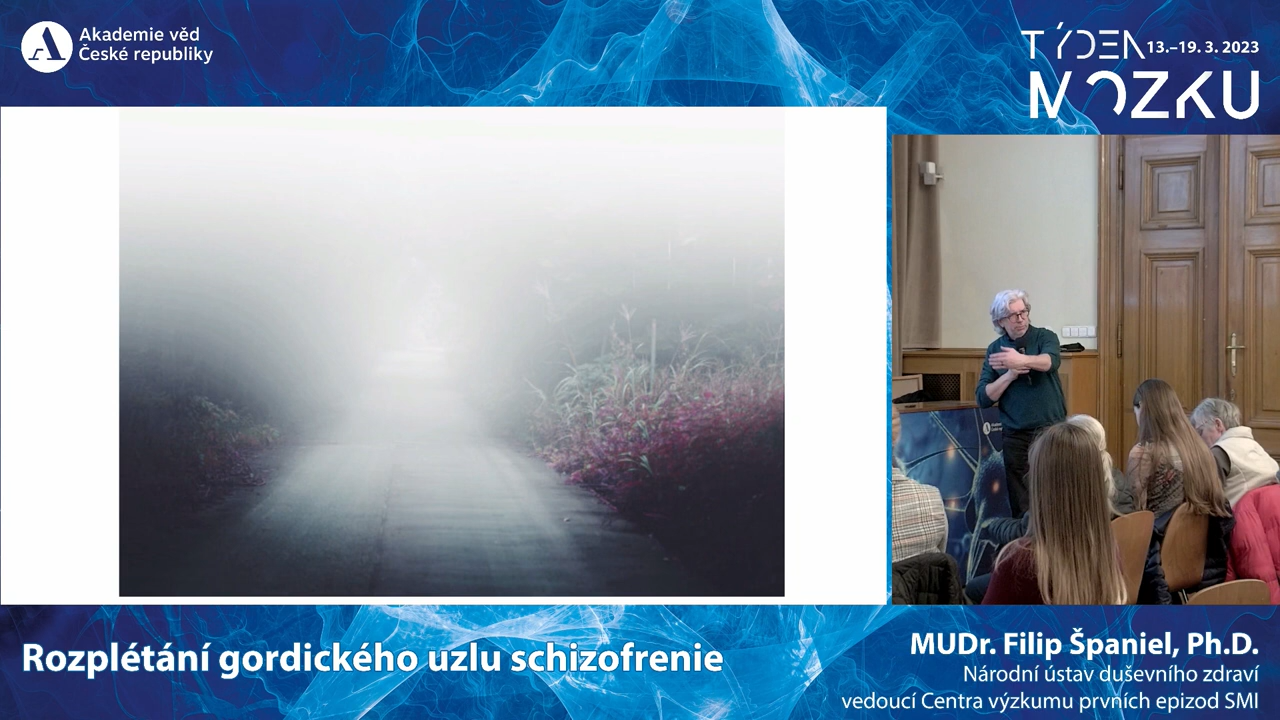 Akademie věd
České republiky
TÝDEN 13.–19. 3. 2023
MOZKU
Rozplétání gordického uzlu schizofrenie
MUDr. Filip Španiel, Ph.D.
Národní ústav duševního zdraví
vedoucí Centra výzkumu prvních epizod SMI